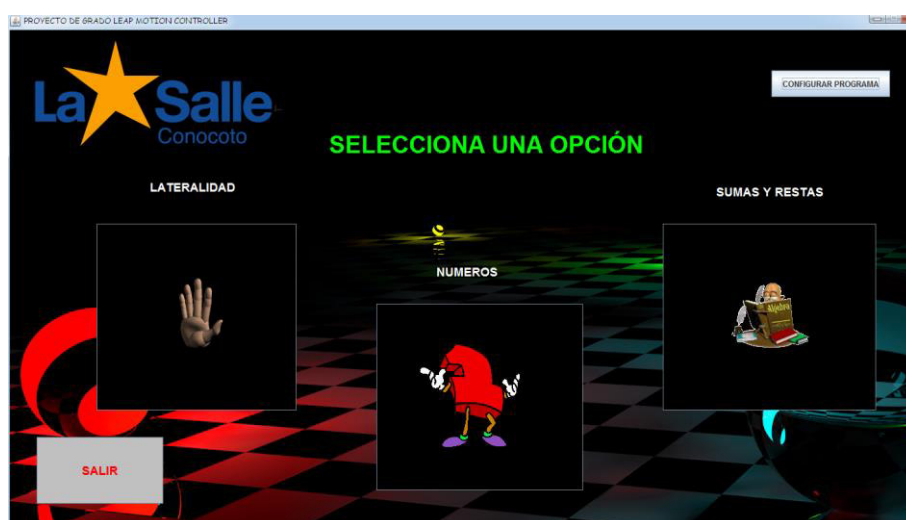 PROYECTO DE GRADO LEAP MOTION CONTROLLER
La Salle
Conocoto
CONFIGURAR PROGRAMA
SELECCIONA UNA OPCIÓN
LATERALIDAD
SUMAS Y RESTAS
NUMEROS
Algebra
SALIR